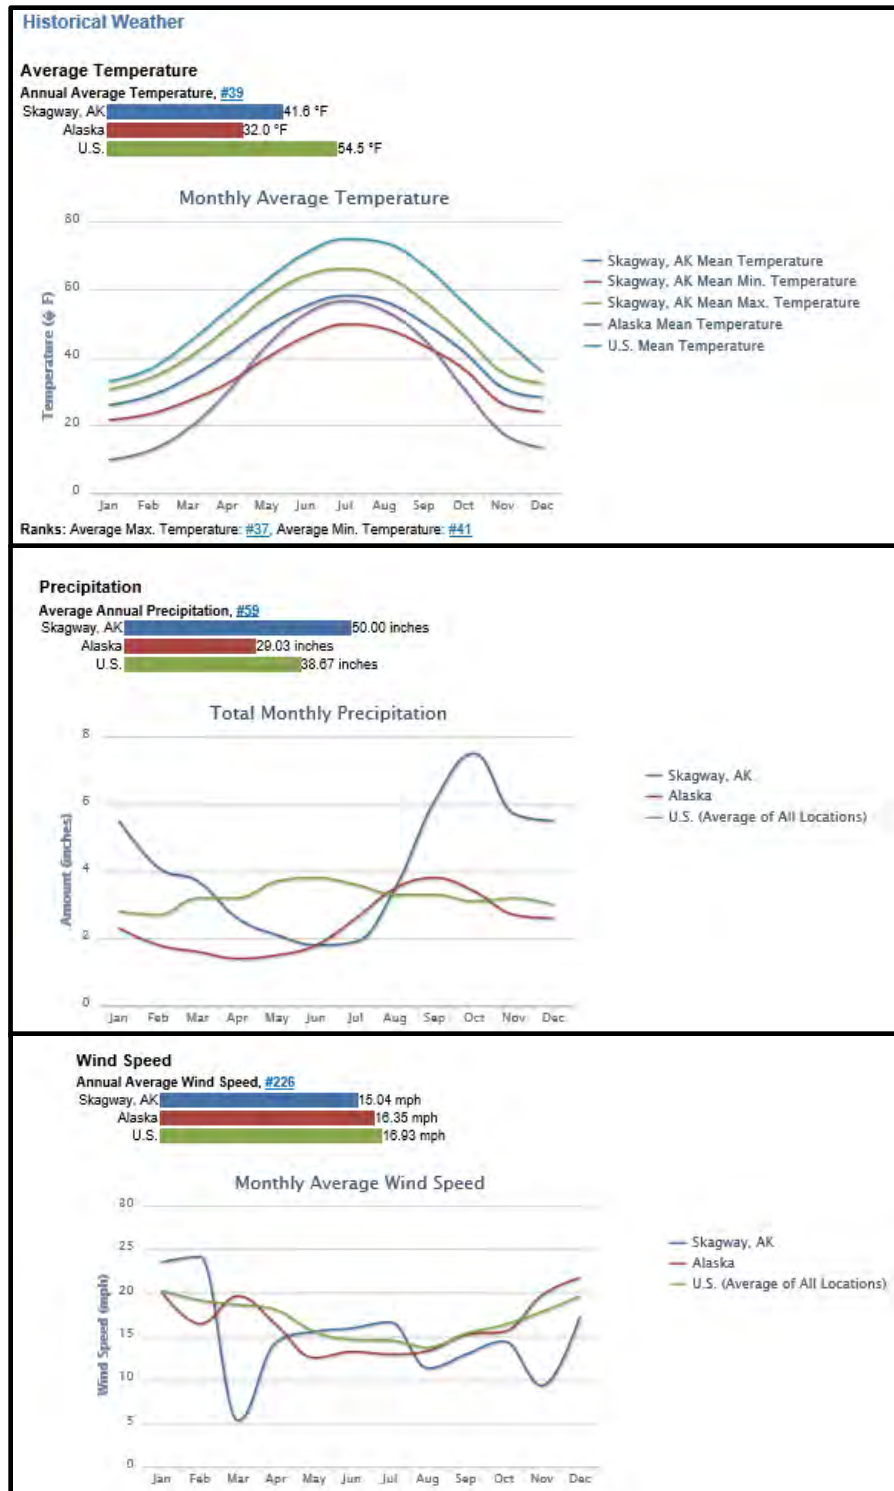 Historical Weather
Average Temperature
Annual Average Temperature, #39
Skagway, AK 41.6 °F
Alaska 32.0 °F
U.S. 54.5 °F
Monthly Average Temperature
80
60
40
20
0
Temperature (� F)
Jan Feb Mar Apr May Jun Jul Aug Sep Oct Nov Dec
Skagway, AK Mean Temperature
Skagway, AK Mean Min. Temperature
Skagway, AK Mean Max. Temperature
Alaska Mean Temperature
U.S. Mean Temperature
Ranks: Average Max. Temperature: #37, Average Min. Temperature: #41
Precipitation
Average Annual Precipitation, #59
Skagway, AK 50.00 inches
Alaska 29.03 inches
U.S. 38.67 inches
Total Monthly Precipitation
8
6
4
2
0
Amount (inches)
Jan Feb Mar Apr May Jun Jul Aug Sep Oct Nov Dec
Skagway, AK
Alaska
U.S. (Average of All Locations)
Wind Speed
Annual Average Wind Speed, #226
Skagway, AK 15.04 mph
Alaska 16.35 mph
U.S. 16.93 mph
Monthly Average Wind Speed
30
25
20
15
10
5
0
Wind Speed (mph)
Jan Feb Mar Apr May Jun Jul Aug Sep Oct Nov Dec
Skagway, AK
Alaska
U.S. (Average of All Locations)